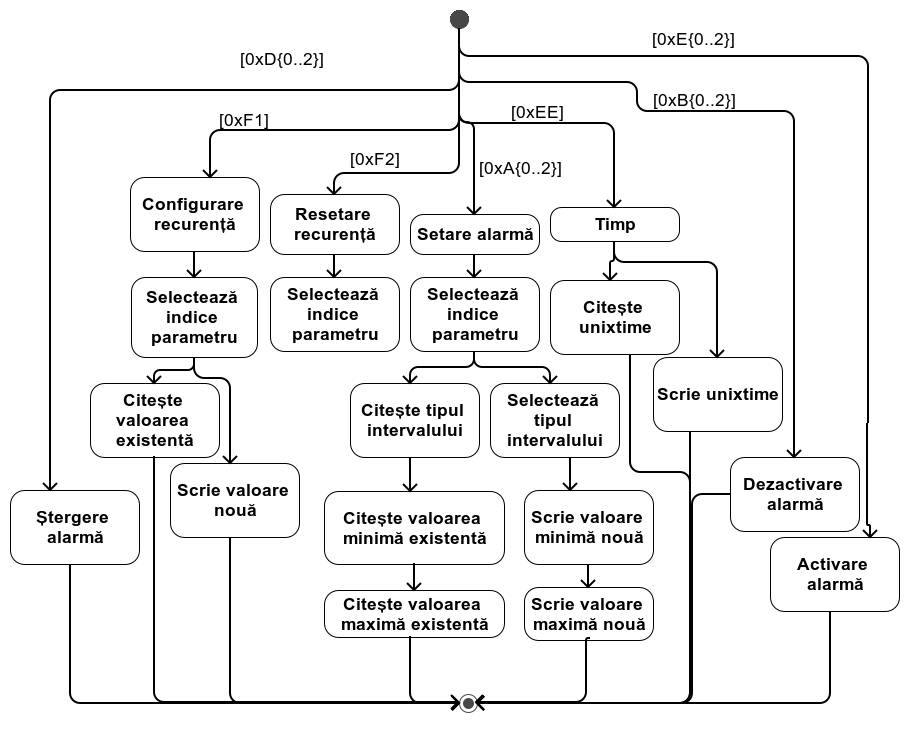 [0xE{0..2}]
[0xD{0..2}]
[0xB{0..2}]
[0xEE]
[0xF1]
[0xF2]
[0xA{0..2}]
Configurare
recurență
Resetare
recurență
Setare alarmă
Timp
Selectează
indice
parametru
Selectează
indice
parametru
Selectează
indice
parametru
Citește
unixtime
Scrie unixtime
Citește
valoarea
existentă
Citește tipul
intervalului
Selectează
tipul
intervalului
Scrie valoare
nouă
Dezactivare
alarmă
Ștergere
alarmă
Citește valoarea
minimă existentă
Scrie valoare
minimă nouă
Activare
alarmă
Citește valoarea
maximă existentă
Scrie valoare
maximă nouă